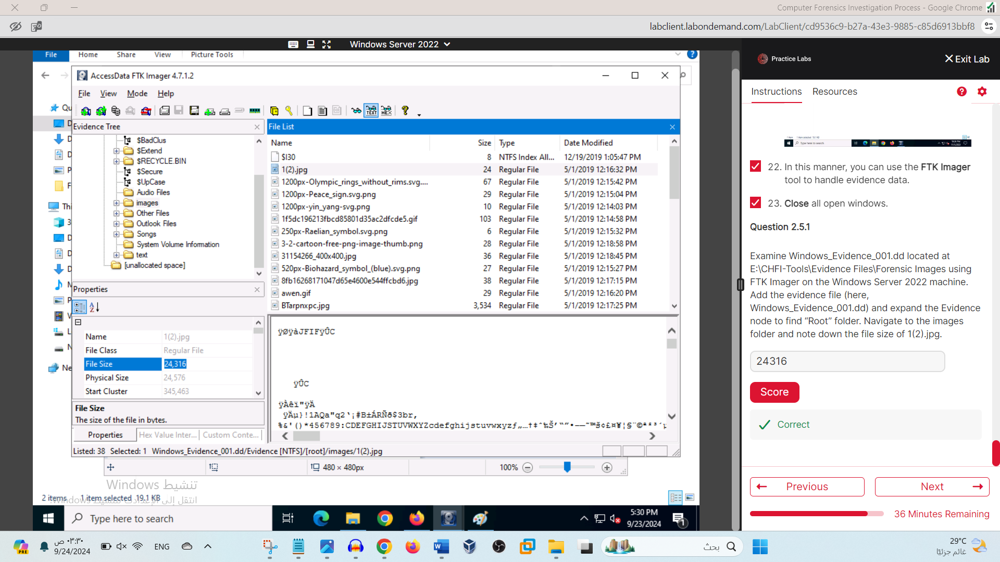 Computer Forensics Investigation Process - Google Chrome
labclient.labondemand.com/LabClient/cd9536c9-b27a-43e3-9885-c85d6913bbf8
Windows Server 2022
File Home Share View Picture Tools
AccessData FTK Imager 4.7.1.2
File View Mode Help
Evidence Tree
$BadClus
$Extend
$RECYCLE.BIN
$Secure
$UpCase
Audio Files
images
Other Files
Outlook Files
Songs
System Volume Information
text
[unallocated space]
File List
Name Size Type Date Modified
$I30 8 NTFS Index All... 12/19/2019 1:05:47 PM
1(2).jpg 24 Regular File 5/1/2019 12:16:32 PM
1200px-Olympic_rings_without_rims.svg.... 67 Regular File 5/1/2019 12:15:42 PM
1200px-Peace_sign.svg.png 29 Regular File 5/1/2019 12:15:04 PM
1200px-yin_yang-svg.png 10 Regular File 5/1/2019 12:14:03 PM
1f5dc196213fbcd85801d35ac2dfcde5.gif 103 Regular File 5/1/2019 12:14:58 PM
250px-Raelian_symbol.svg.png 6 Regular File 5/1/2019 12:15:32 PM
3-2-cartoon-free-png-image-thumb.png 28 Regular File 5/1/2019 12:18:58 PM
31154266_400x400.jpg 36 Regular File 5/1/2019 12:18:45 PM
520px-Biohazard_symbol_(blue).svg.png 27 Regular File 5/1/2019 12:15:27 PM
8fb16268171047d65e4600e544ffcbd6.jpg 38 Regular File 5/1/2019 12:17:15 PM
awen.gif 29 Regular File 5/1/2019 12:16:20 PM
BTarpnxpc.jpg 3,534 Regular File 5/1/2019 12:17:25 PM
Properties
Name 1(2).jpg
File Class Regular File
File Size 24,316
Physical Size 24,576
Start Cluster 345,463
File Size
The size of the file in bytes.
Properties Hex Value Inter... Custom Conte...
ÿØÿàJFIFÿÛC
ÿÛC
Listed: 38 Selected: 1 Windows_Evidence_001.dd/Evidence [NTFS]/[root]/images/1(2).jpg
480 × 480px
100%
تنشيط Windows
انتقل إلى الإعدادات لتنشيط Windows.
2 items 1 item selected 19.1 KB
Type here to search
5:30 PM
9/23/2024
1
Practice Labs
Exit Lab
Instructions Resources
22. In this manner, you can use the FTK Imager
tool to handle evidence data.
23. Close all open windows.
Question 2.5.1
Examine Windows_Evidence_001.dd located at
E:\CHFI-Tools\Evidence Files\Forensic Images using
FTK Imager on the Windows Server 2022 machine.
Add the evidence file (here,
Windows_Evidence_001.dd) and expand the Evidence
node to find “Root” folder. Navigate to the images
folder and note down the file size of 1(2).jpg.
24316
Score
Correct
Previous
Next
36 Minutes Remaining
PRE
٠٣:٣٠ ص
9/24/2024
ENG
بحث
29°C
غائم جزئيًا